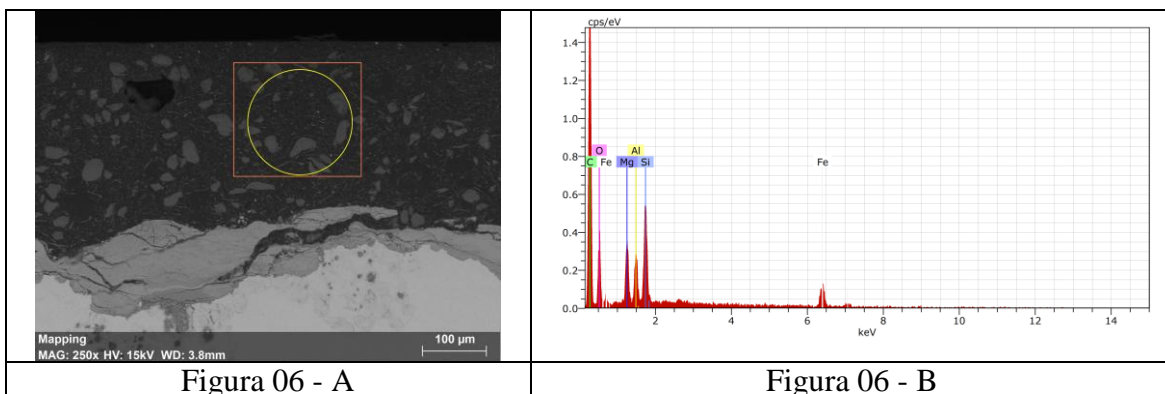 Mapping
MAG: 250x HV: 15kV WD: 3.8mm
100 µm
cps/eV
1.4
1.2
1.0
0.8
0.6
0.4
0.2
0.0
O
Al
C
Fe
Mg
Si
Fe
2
4
6
8
10
12
14
keV
Figura 06 - A
Figura 06 - B